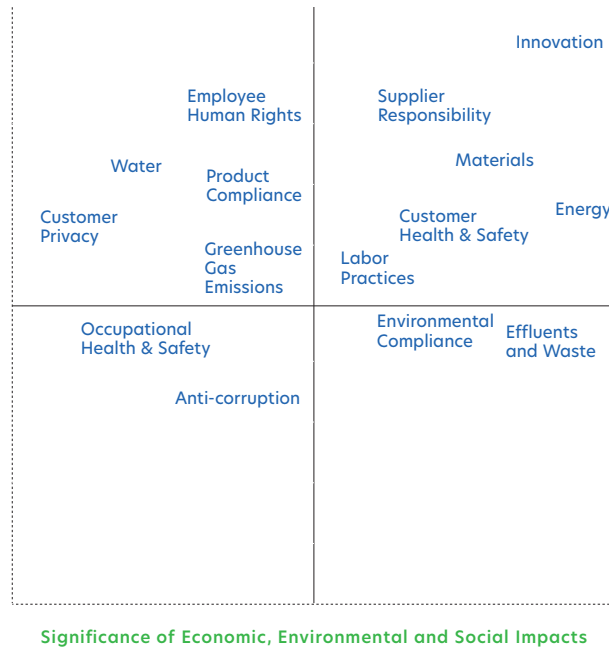 Innovation
Employee
Human Rights
Supplier
Responsibility
Water
Materials
Product
Compliance
Customer
Privacy
Energy
Customer
Health & Safety
Greenhouse
Gas
Emissions
Labor
Practices
Occupational
Health & Safety
Environmental
Compliance
Effluents
and Waste
Anti-corruption
Significance of Economic, Environmental and Social Impacts